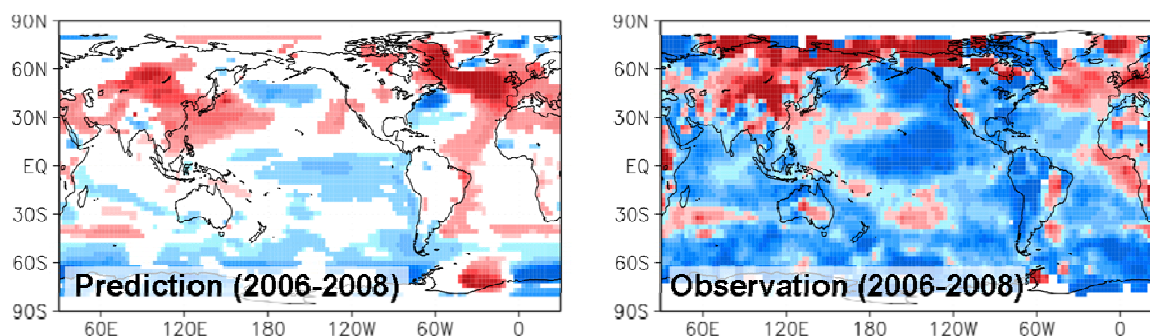 90N
60N
30N
EQ
30S
60S
90S
60E 120E 180 120W 60W 0
Prediction (2006-2008)
90N
60N
30N
EQ
30S
60S
90S
60E 120E 180 120W 60W 0
Observation (2006-2008)